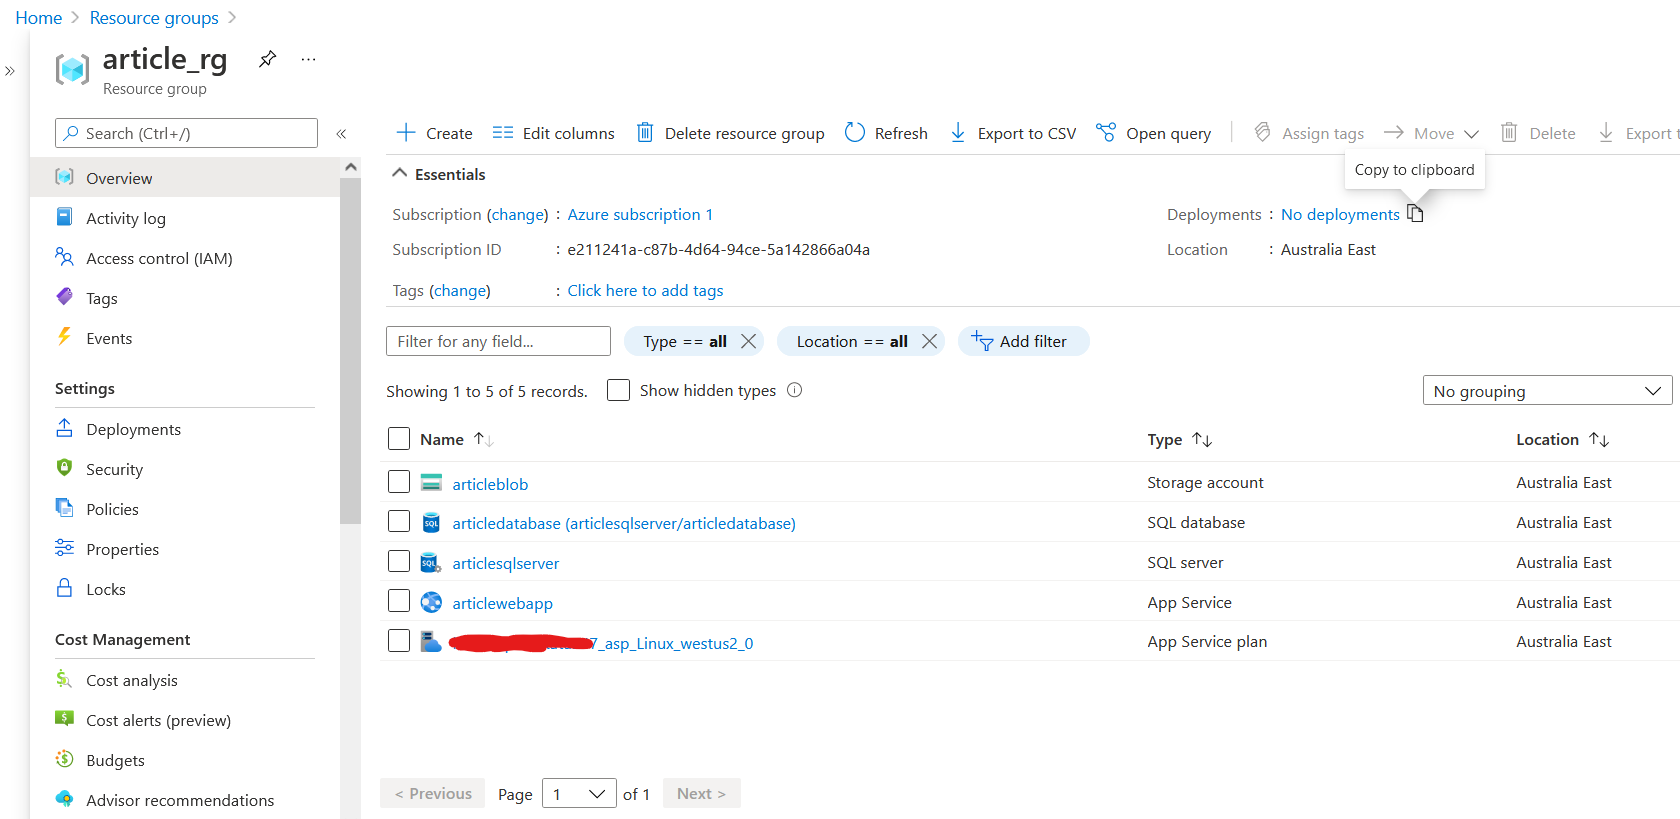 Home > Resource groups >
article_rg
Resource group
Search (Ctrl+/)
Overview
Activity log
Access control (IAM)
Tags
Events
Settings
Deployments
Security
Policies
Properties
Locks
Cost Management
Cost analysis
Cost alerts (preview)
Budgets
Advisor recommendations
Create Edit columns Delete resource group Refresh Export to CSV Open query Assign tags Move Delete Export
Copy to clipboard
Essentials
Subscription (change) : Azure subscription 1
Deployments : No deployments
Subscription ID : e211241a-c87b-4d64-94ce-5a142866a04a
Location : Australia East
Tags (change) : Click here to add tags
Filter for any field...
Type == all
Location == all
Add filter
Showing 1 to 5 of 5 records.
Show hidden types
No grouping
Name Type Location
articleblob Storage account Australia East
articledatabase (articlesqlserver/articledatabase) SQL database Australia East
articlesqlserver SQL server Australia East
articlewebapp App Service Australia East
7_asp_Linux_westus2_0 App Service plan Australia East
< Previous Page 1 of 1 Next >